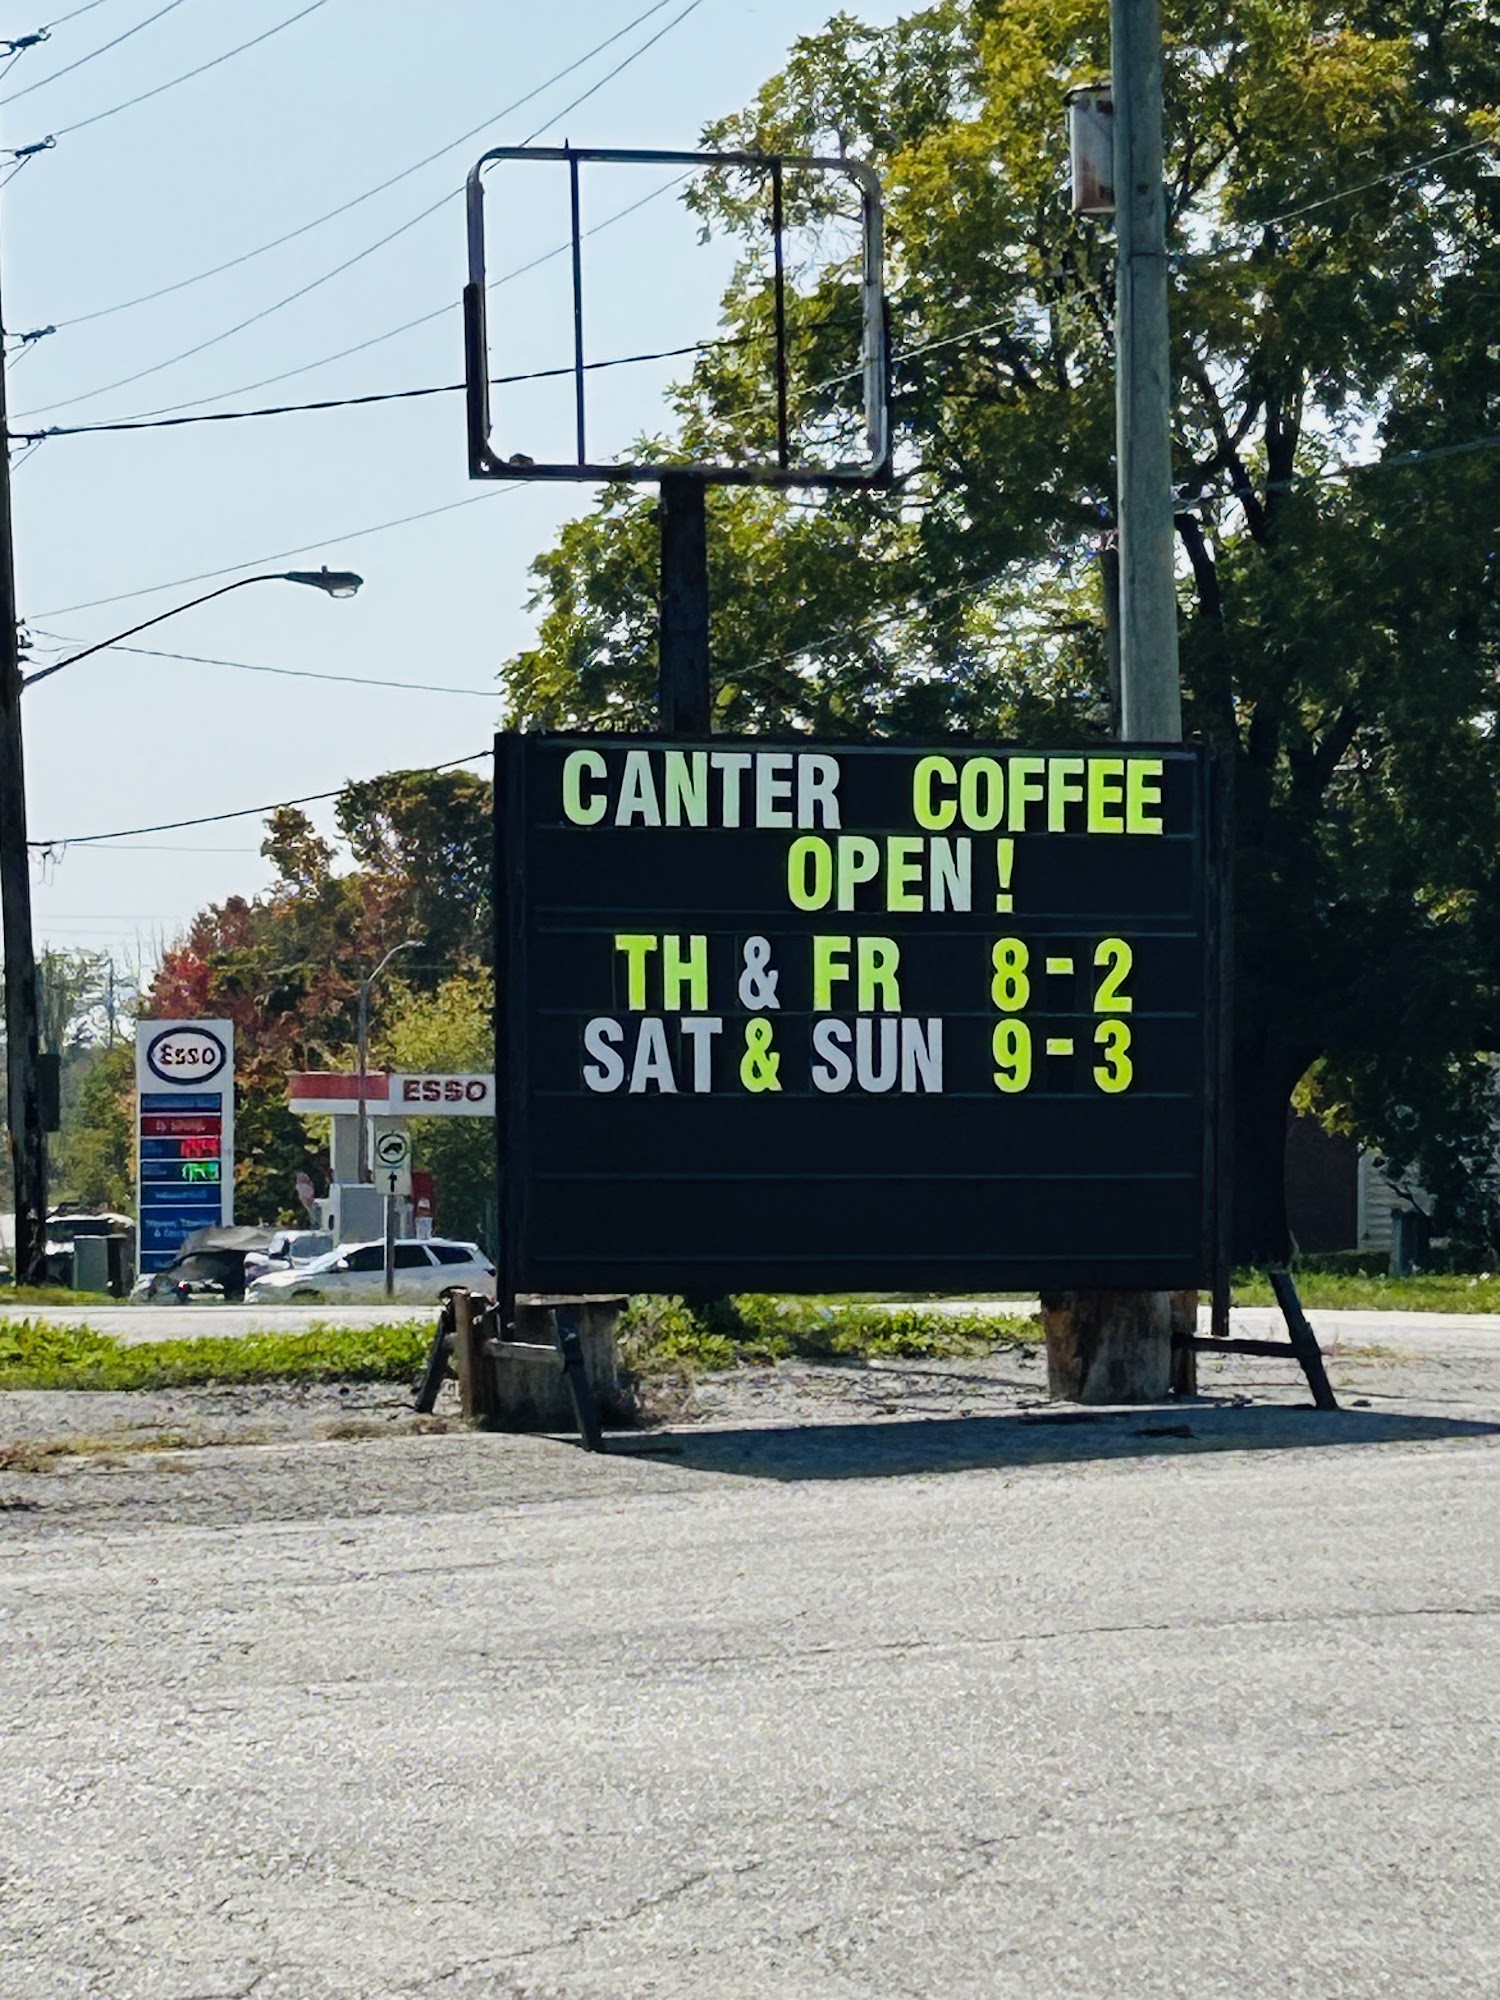 CANTER COFFEE
OPEN!
TH & FR 8-2
SAT & SUN 9-3
ESSO
ESSO